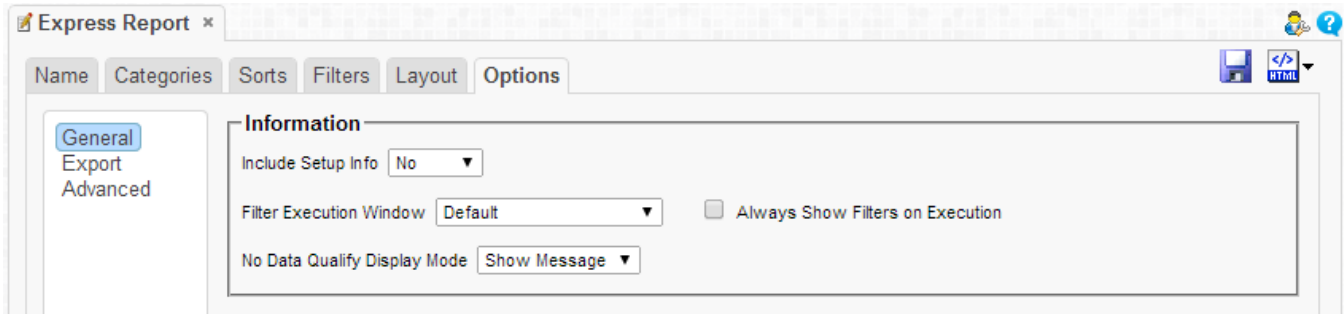 Express Report ×
?
Name Categories Sorts Filters Layout Options
</> HTML
General
Export
Advanced
Information
Include Setup Info No
Filter Execution Window Default Always Show Filters on Execution
No Data Qualify Display Mode Show Message